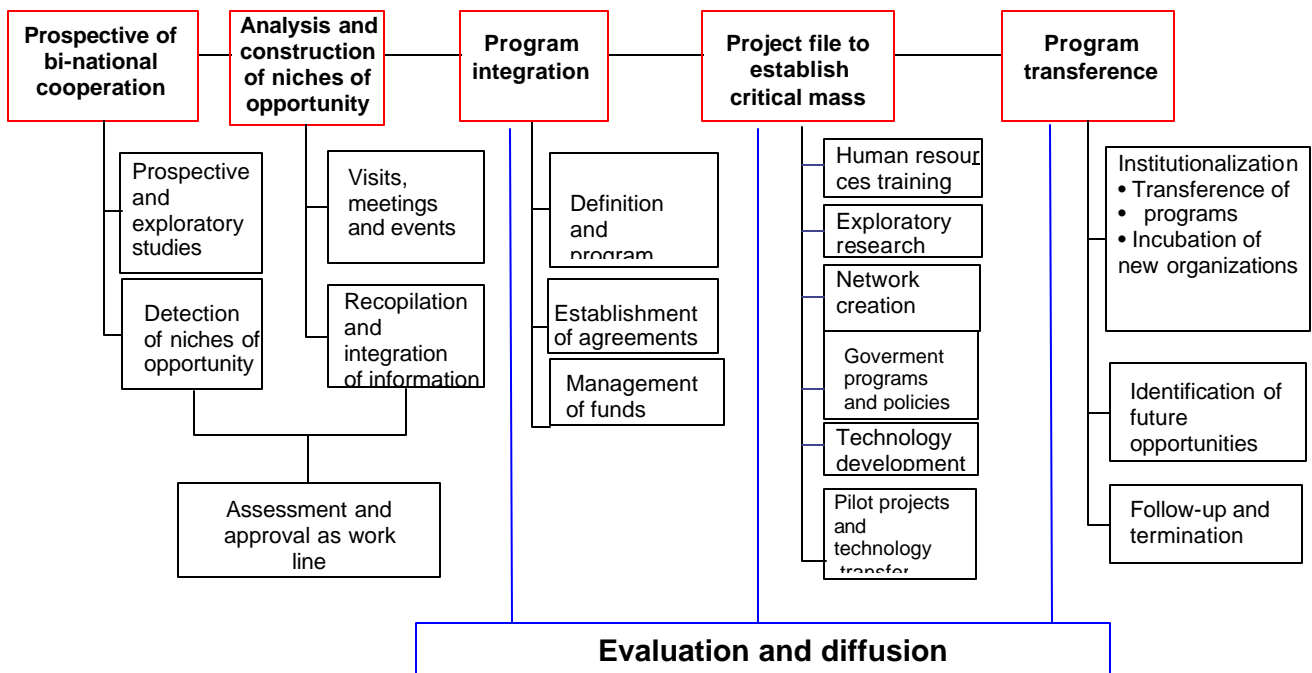 Prospective of
bi-national
cooperation
Analysis and
construction
of niches of
opportunity
Program
integration
Project file to
establish
critical mass
Program
transference
Prospective
and
exploratory
studies
Detection
of niches of
opportunity
Visits,
meetings
and events
Recopilation
and
integration
of information
Assessment and
approval as work
line
Definition
and
program
Establishment
of agreements
Management
of funds
Human resour
ces training
Exploratory
research
Network
creation
Goverment
programs
and policies
Technology
development
Pilot projects
and
technology
transfer
Institutionalization
• Transference of
• programs
• Incubation of
new organizations
Identification of
future
opportunities
Follow-up and
termination
Evaluation and diffusion